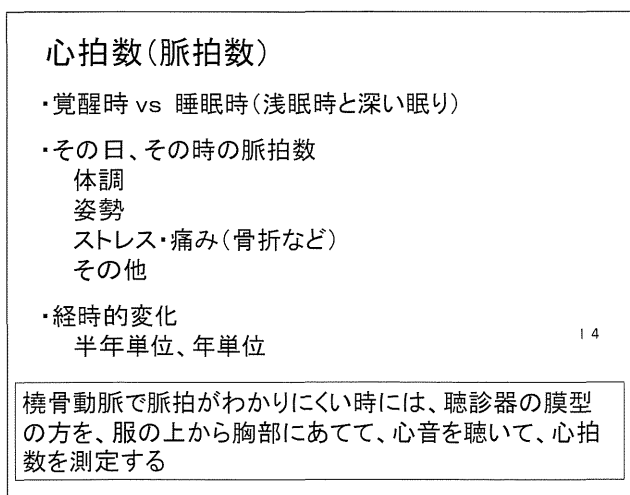 心拍数（脈拍数）
・覚醒時 vs 睡眠時（浅眠時と深い眠り）
・その日、その時の脈拍数
体調
姿勢
ストレス・痛み（骨折など）
その他
・経時的変化
半年単位、年単位
14
橈骨動脈で脈拍がわかりにくい時には、聴診器の膜型
の方を、服の上から胸部にあてて、心音を聴いて、心拍
数を測定する